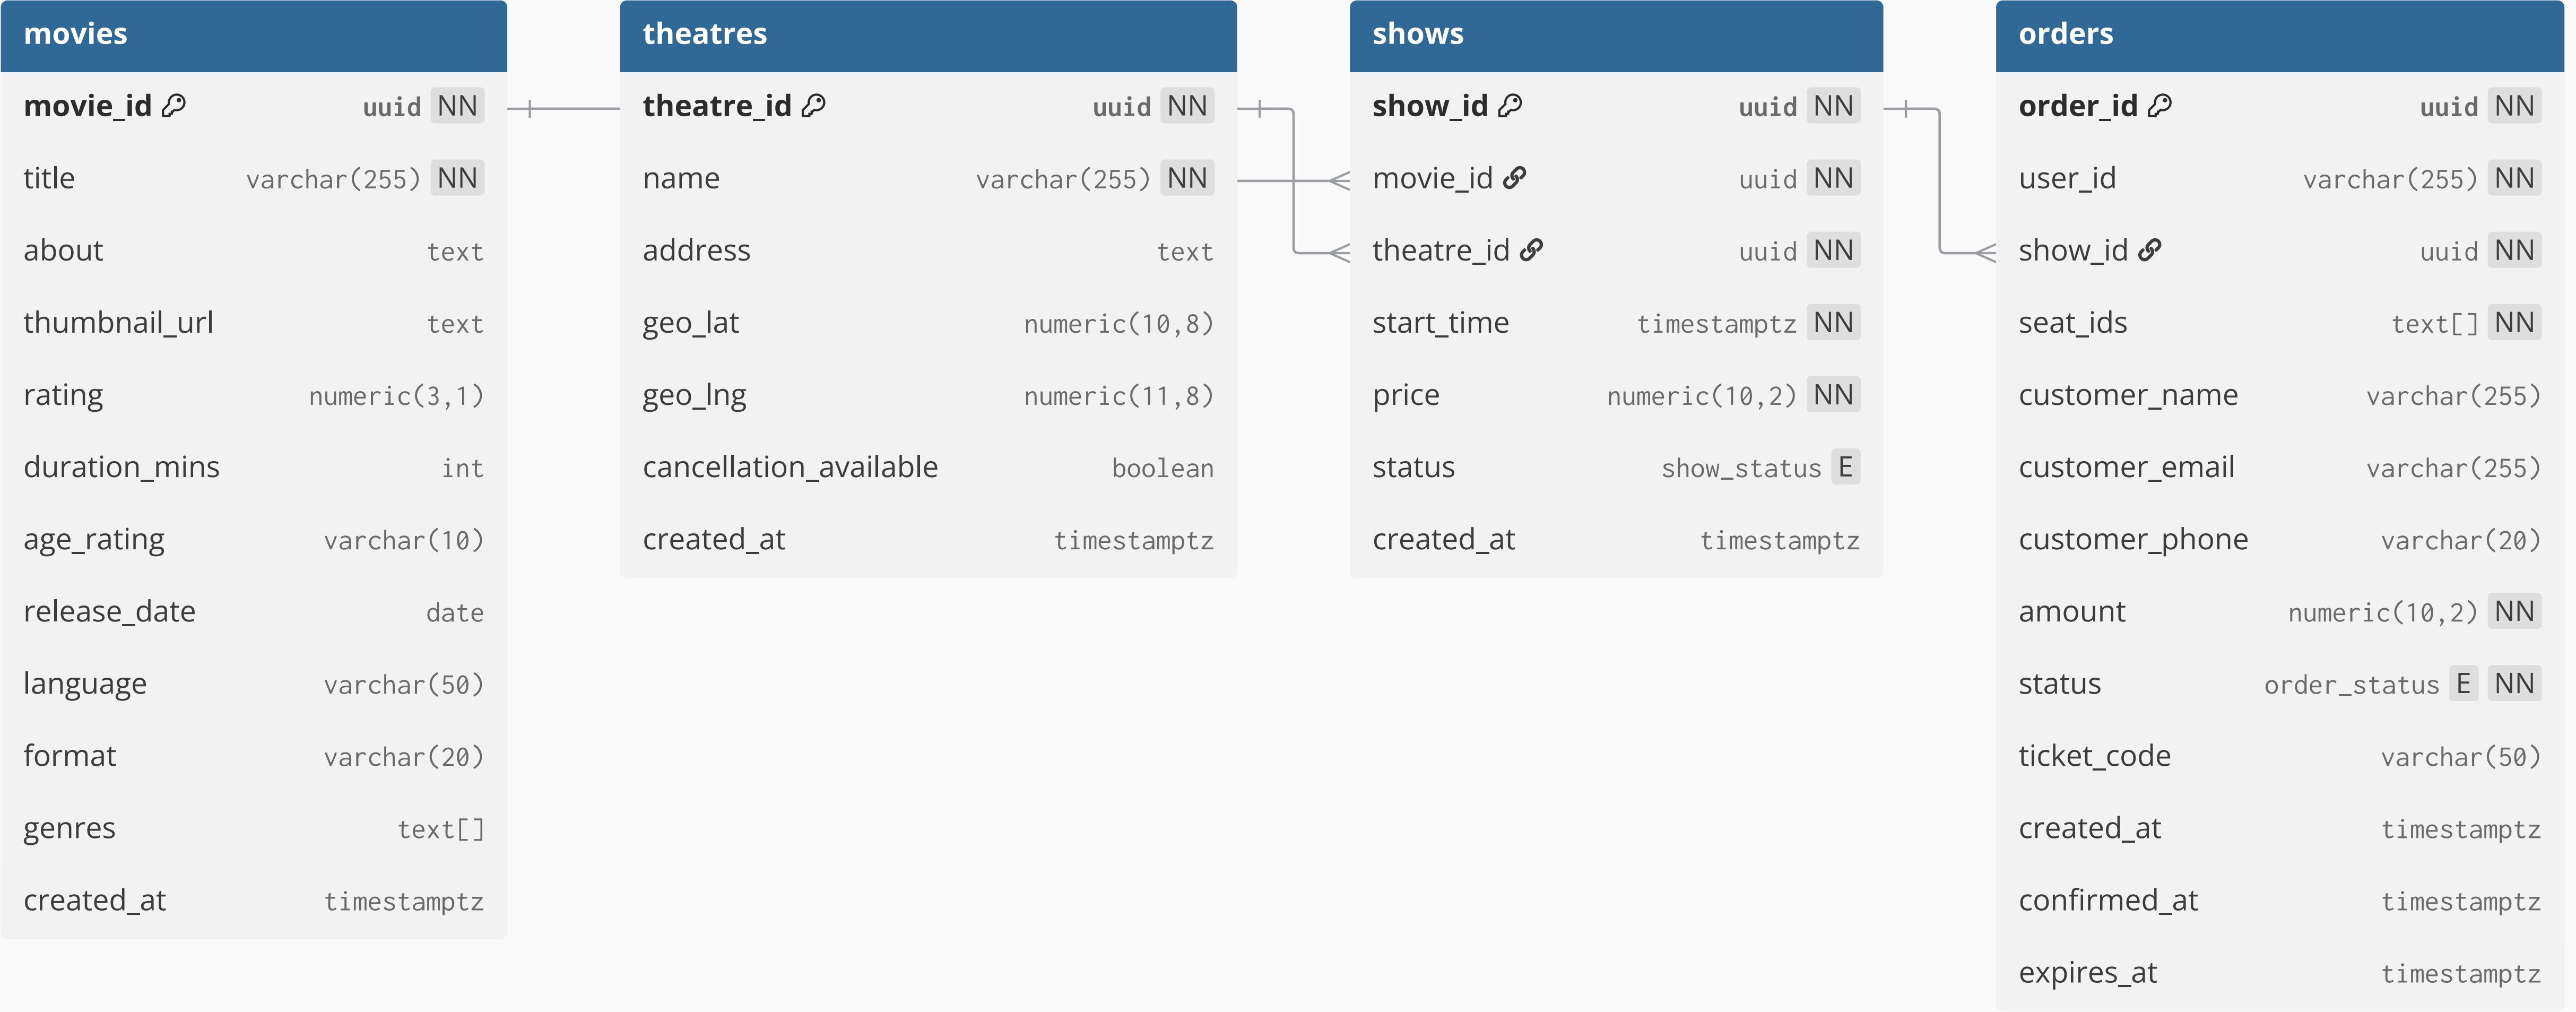 movies
movie_id uuid NN
title varchar(255) NN
about text
thumbnail_url text
rating numeric(3,1)
duration_mins int
age_rating varchar(10)
release_date date
language varchar(50)
format varchar(20)
genres text[]
created_at timestamptz
theatres
theatre_id uuid NN
name varchar(255) NN
address text
geo_lat numeric(10,8)
geo_lng numeric(11,8)
cancellation_available boolean
created_at timestamptz
shows
show_id uuid NN
movie_id uuid NN
theatre_id uuid NN
start_time timestamptz NN
price numeric(10,2) NN
status show_status E
created_at timestamptz
orders
order_id uuid NN
user_id varchar(255) NN
show_id uuid NN
seat_ids text[] NN
customer_name varchar(255)
customer_email varchar(255)
customer_phone varchar(20)
amount numeric(10,2) NN
status order_status E NN
ticket_code varchar(50)
created_at timestamptz
confirmed_at timestamptz
expires_at timestamptz